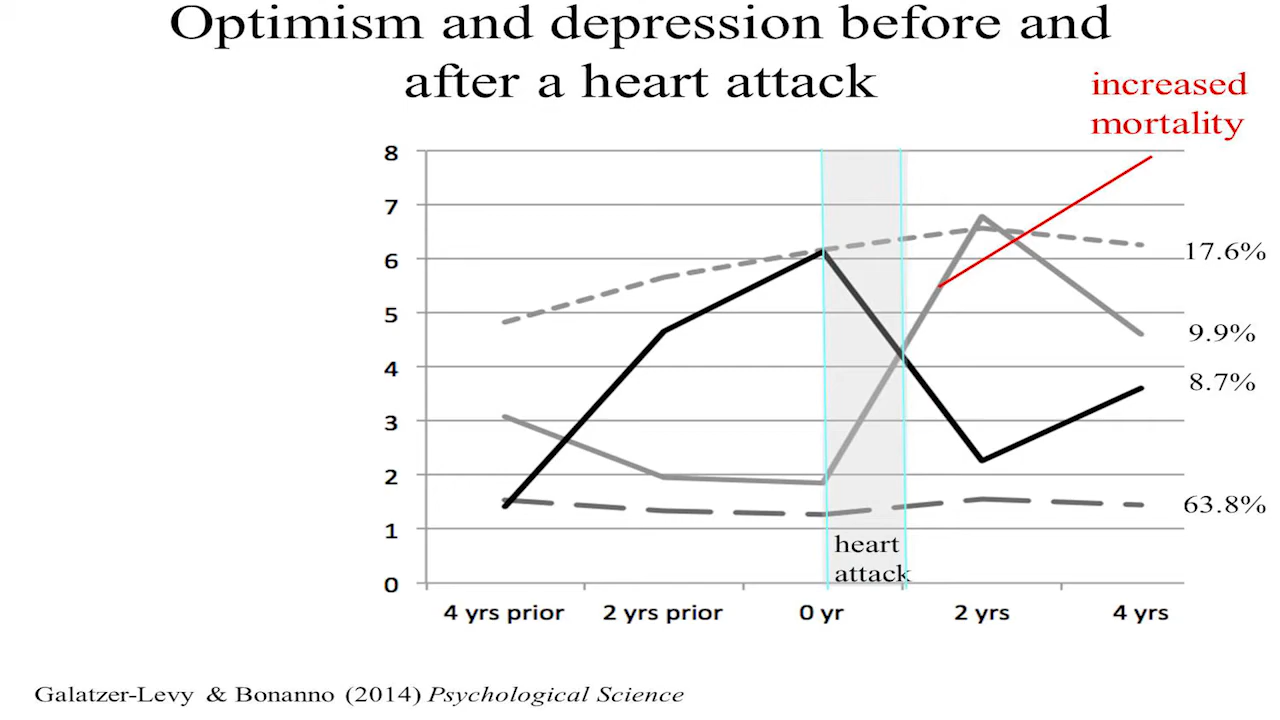 Optimism and depression before and
after a heart attack
increased
mortality
8
7
6
5
4
3
2
1
0
17.6%
9.9%
8.7%
63.8%
heart
attack
4 yrs prior 2 yrs prior 0 yr 2 yrs 4 yrs
Galatzer-Levy & Bonanno (2014) Psychological Science